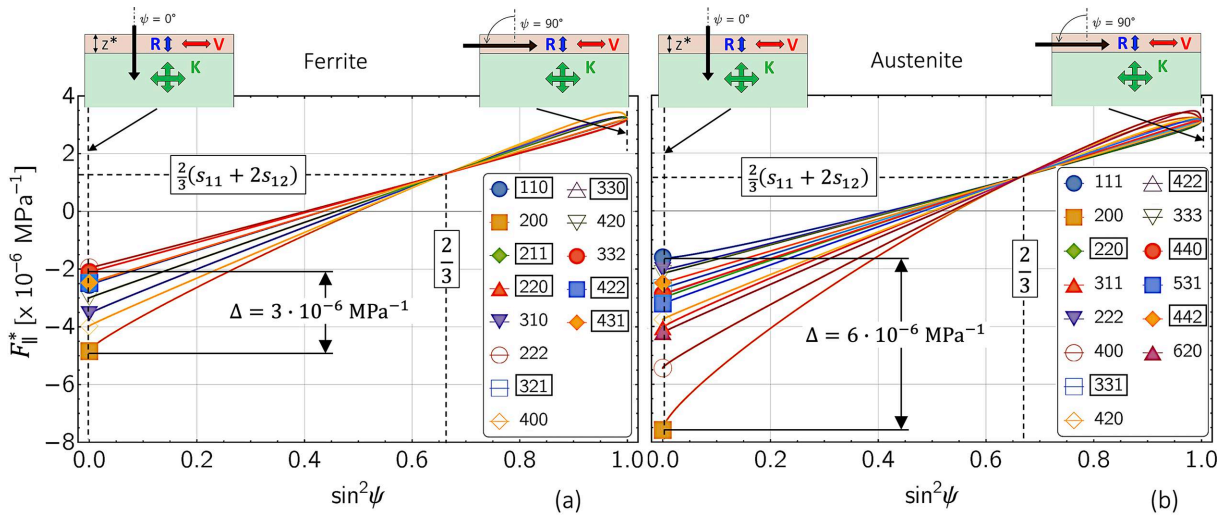 ψ = 0°
z*
R
V
K
Ferrite
ψ = 90°
z*
R
V
K
4
2
0
−2
−4
−6
−8
F*∥ [x 10⁻⁶ MPa⁻¹]
2/3(s₁₁ + 2s₁₂)
2/3
Δ = 3 · 10⁻⁶ MPa⁻¹
110 330
200 420
211 332
220 422
310 431
222
321
400
0.0 0.2 0.4 0.6 0.8 1.0
sin²ψ
(a)
ψ = 0°
z*
R
V
K
Austenite
ψ = 90°
z*
R
V
K
2/3(s₁₁ + 2s₁₂)
2/3
Δ = 6 · 10⁻⁶ MPa⁻¹
111 422
200 333
220 440
311 531
222 442
400 620
331
420
0.0 0.2 0.4 0.6 0.8 1.0
sin²ψ
(b)